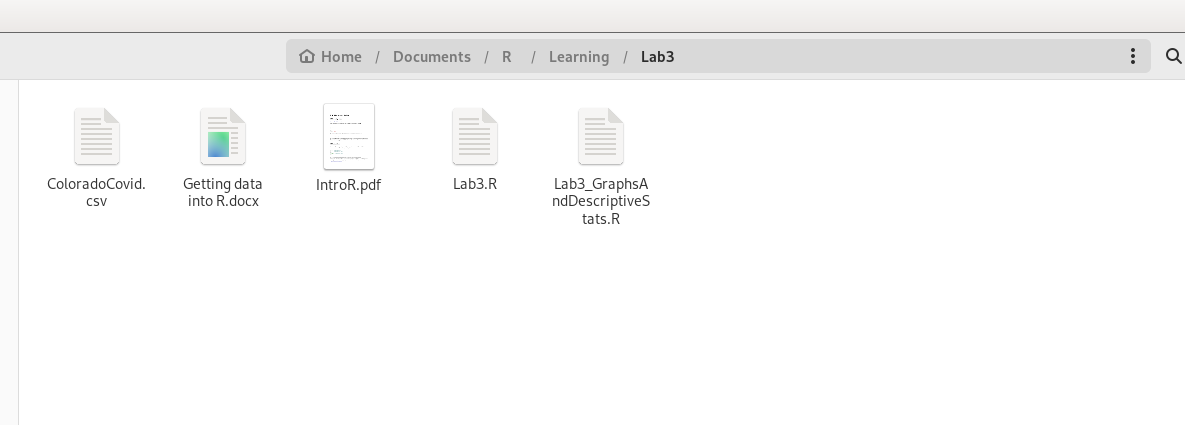 Home / Documents / R / Learning / Lab3
ColoradoCovid.
csv
Getting data
into R.docx
IntroR.pdf
Lab3.R
Lab3_GraphsA
ndDescriptiveS
tats.R